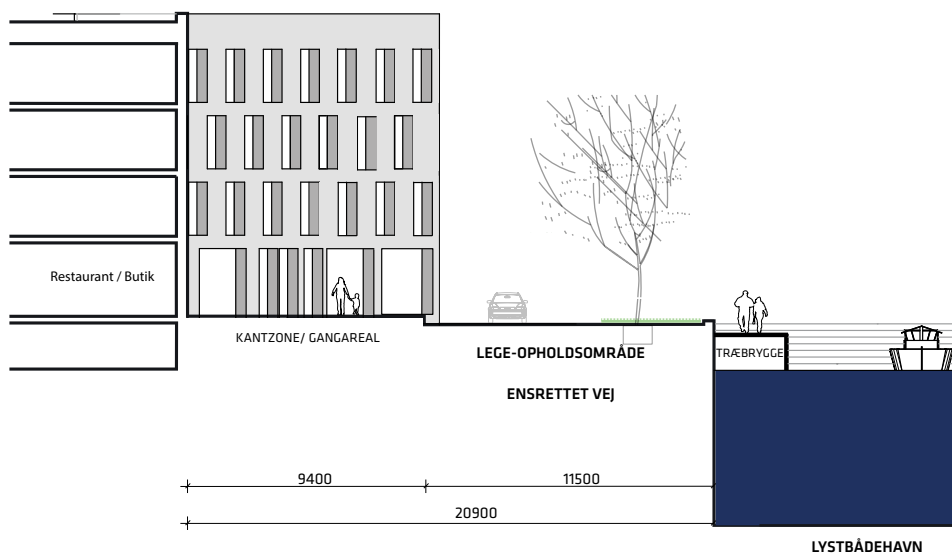 Restaurant / Butik
KANTZONE/ GANGAREAL
LEGE-OPHOLDSOMRÅDE
TRÆBRYGGE
ENSRETTET VEJ
9400
11500
20900
LYSTBÅDEHAVN